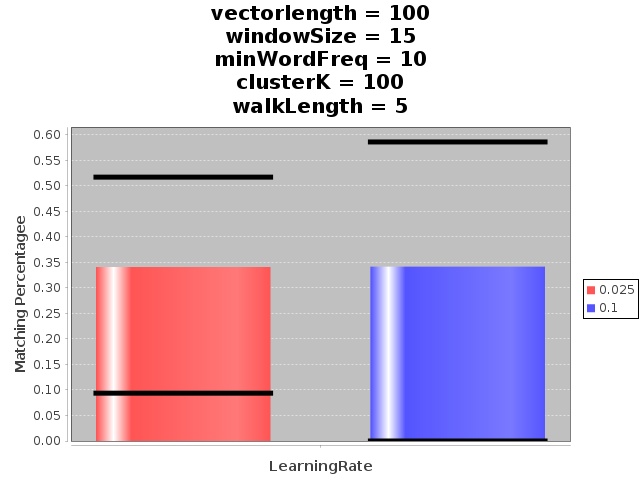 vectorlength = 100
windowSize = 15
minWordFreq = 10
clusterK = 100
walkLength = 5
0.60
0.55
0.50
0.45
0.40
0.35
0.30
0.25
0.20
0.15
0.10
0.05
0.00
Matching Percentagee
LearningRate
0.025
0.1